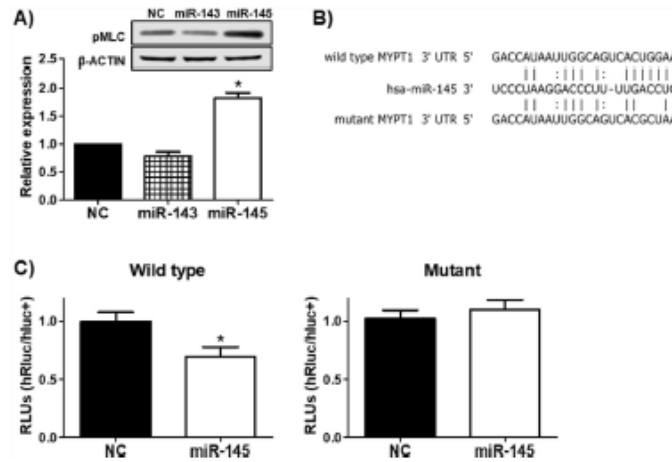 A)
NC miR-143 miR-145
pMLC
β-ACTIN
Relative expression
2.5
2.0
1.5
1.0
0.5
0.0
*
NC miR-143 miR-145
B)
wild type MYPT1 3' UTR 5' GACCAUAAUUGGCAGUCACUGGAA
hsa-miR-145 3' UCCCUAAGGACCCUU-UUGACCUG
mutant MYPT1 3' UTR 5' GACCAUAAUUGGCAGUCACGCUAA
C)
Wild type
RLUs (hRluc/hluc+)
1.0
0.5
0.0
*
NC miR-145
Mutant
RLUs (hRluc/hluc+)
1.0
0.5
0.0
NC miR-145